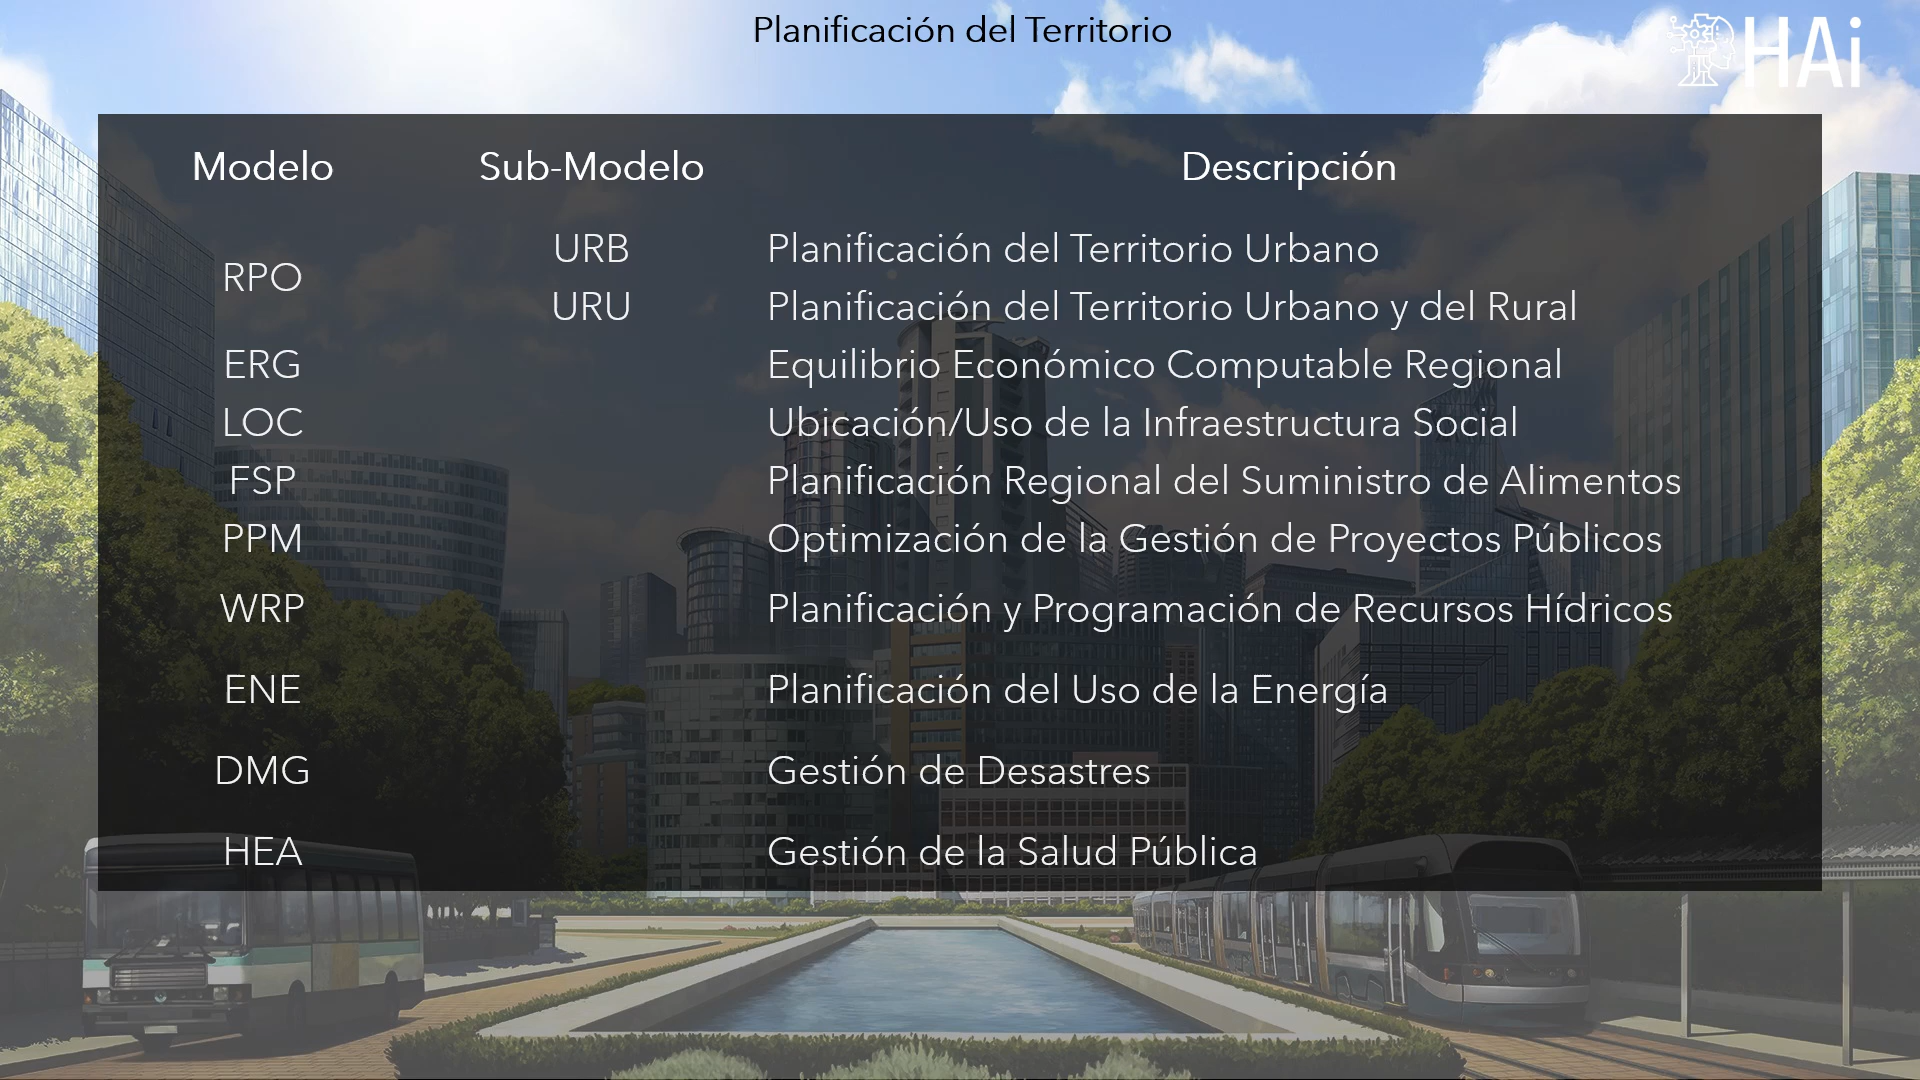 Planificación del Territorio
HAi
Modelo Sub-Modelo Descripción
RPO URB Planificación del Territorio Urbano
URU Planificación del Territorio Urbano y del Rural
ERG Equilibrio Económico Computable Regional
LOC Ubicación/Uso de la Infraestructura Social
FSP Planificación Regional del Suministro de Alimentos
PPM Optimización de la Gestión de Proyectos Públicos
WRP Planificación y Programación de Recursos Hídricos
ENE Planificación del Uso de la Energía
DMG Gestión de Desastres
HEA Gestión de la Salud Pública